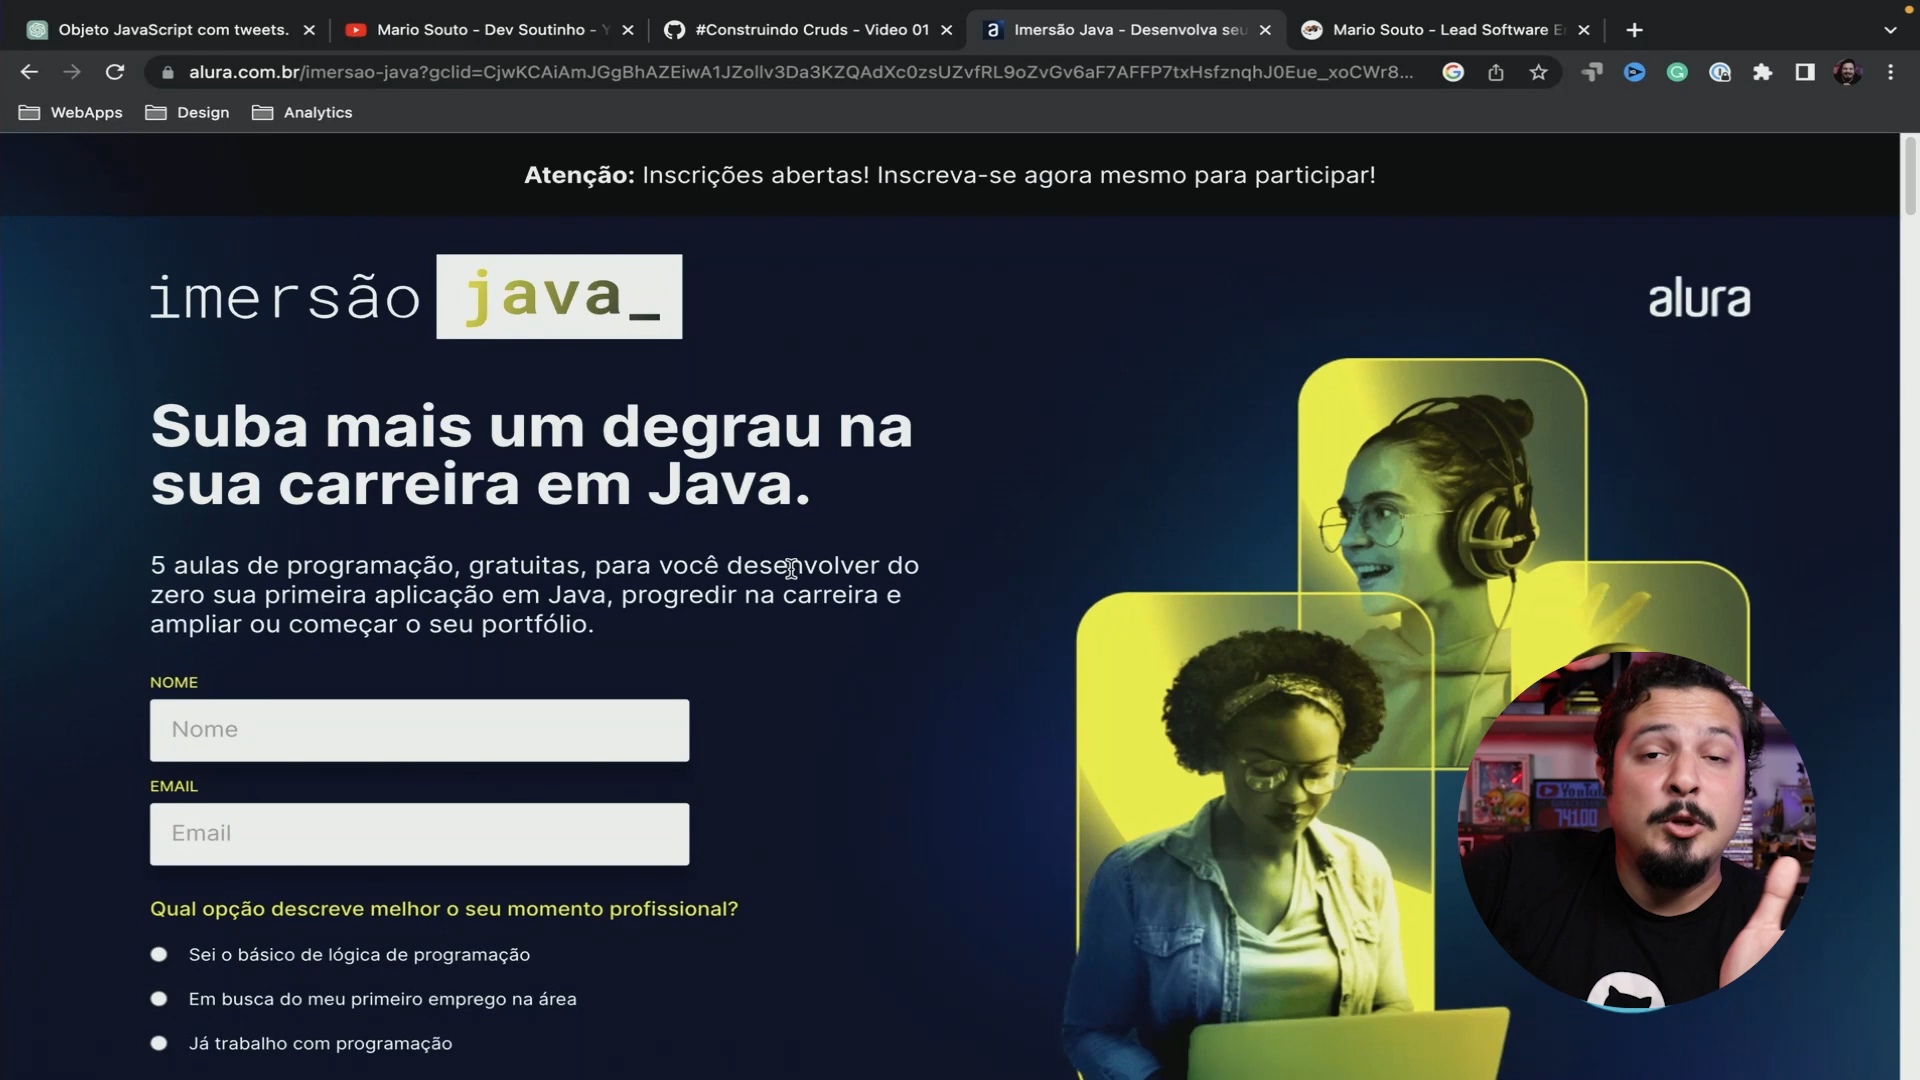 Objeto JavaScript com tweets.
Mario Souto - Dev Soutinho - Y
#Construindo Cruds - Video 01
Imersão Java - Desenvolva seu
Mario Souto - Lead Software E
alura.com.br/imersao-java?gclid=CjwKCAiAmJGgBhAZEiwA1JZollv3Da3KZQAdXc0zsUZvfRL9oZvGv6aF7AFFP7txHsfznqhJ0Eue_xoCWr8...
WebApps
Design
Analytics
Atenção: Inscrições abertas! Inscreva-se agora mesmo para participar!
imersão java_
alura
Suba mais um degrau na
sua carreira em Java.
5 aulas de programação, gratuitas, para você desenvolver do
zero sua primeira aplicação em Java, progredir na carreira e
ampliar ou começar o seu portfólio.
NOME
Nome
EMAIL
Email
Qual opção descreve melhor o seu momento profissional?
Sei o básico de lógica de programação
Em busca do meu primeiro emprego na área
Já trabalho com programação
YouTube
74100